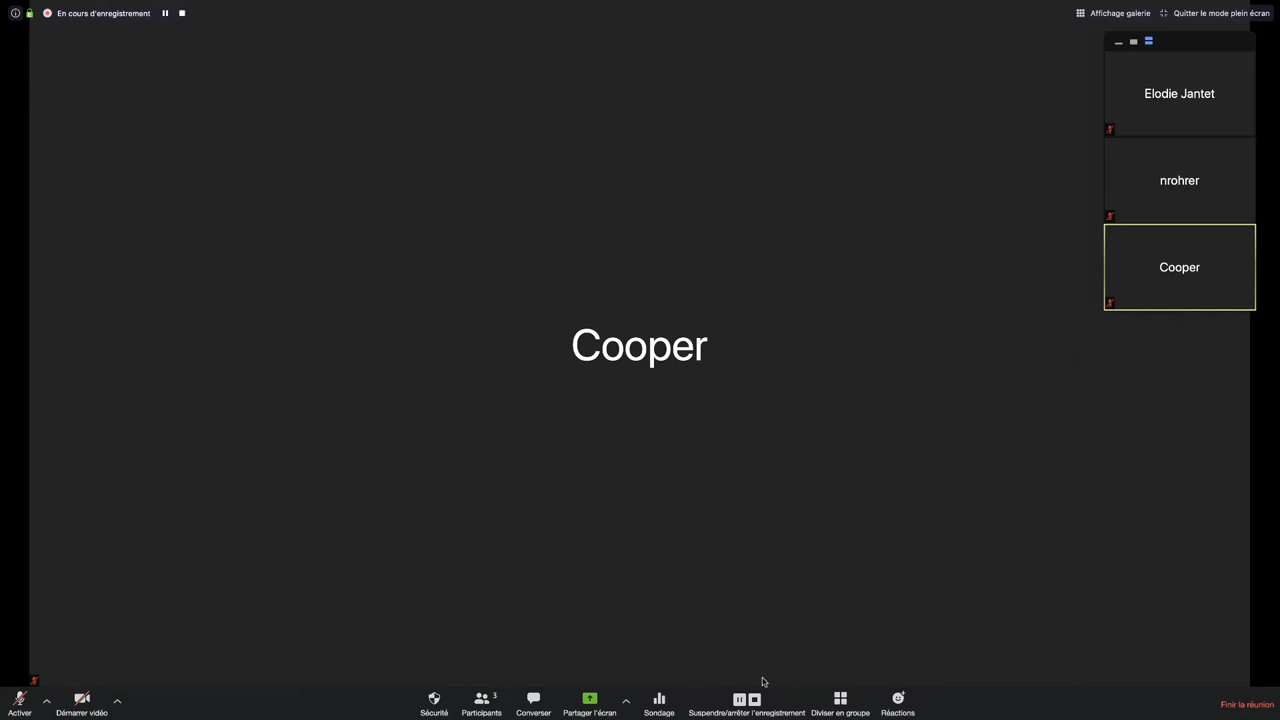 En cours d'enregistrement
Affichage galerie
Quitter le mode plein écran
Elodie Jantet
nrohrer
Cooper
Cooper
Activer
Démarrer vidéo
Sécurité
Participants
3
Converser
Partager l'écran
Sondage
Suspendre/arrêter l'enregistrement
Diviser en groupe
Réactions
Finir la réunion